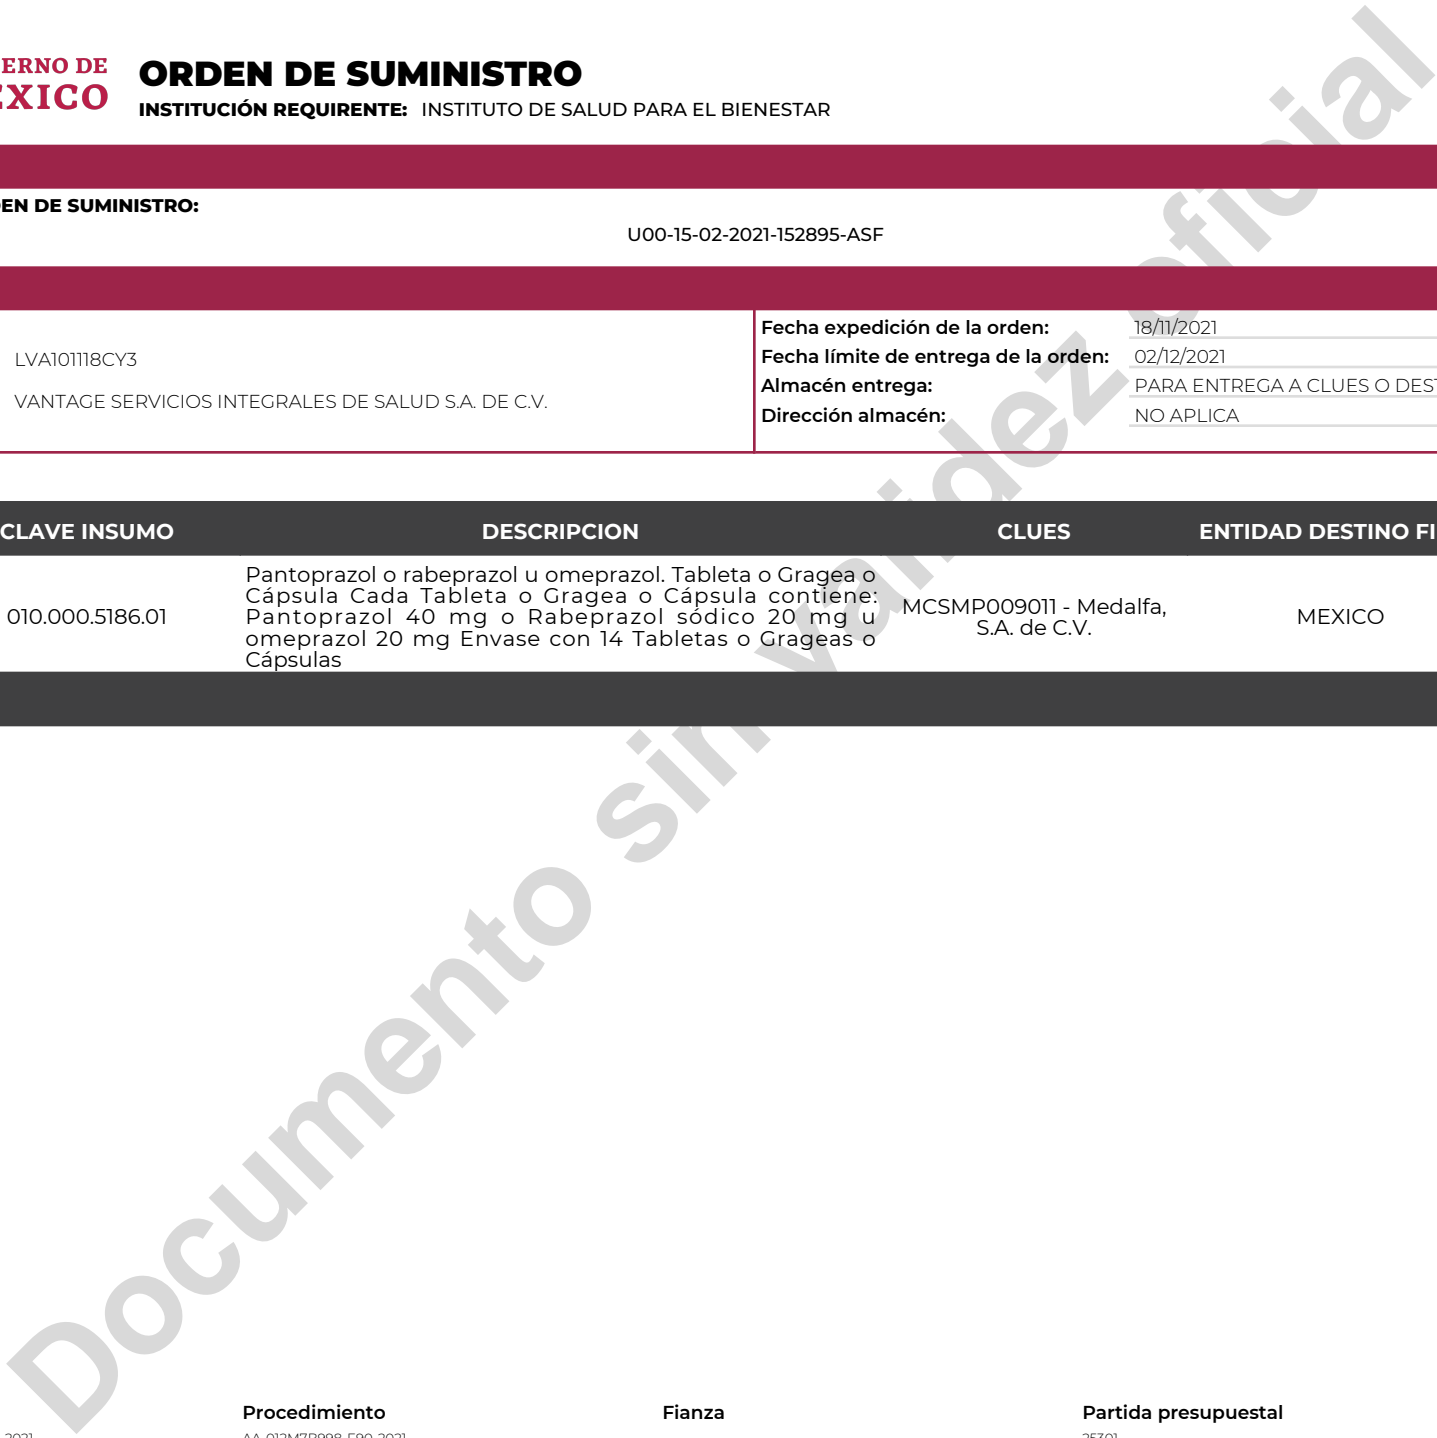 ERNO DE
EXICO
ORDEN DE SUMINISTRO
INSTITUCIÓN REQUIRENTE: INSTITUTO DE SALUD PARA EL BIENESTAR
EN DE SUMINISTRO:
U00-15-02-2021-152895-ASF
LVA101118CY3
VANTAGE SERVICIOS INTEGRALES DE SALUD S.A. DE C.V.
Fecha expedición de la orden: 18/11/2021
Fecha límite de entrega de la orden: 02/12/2021
Almacén entrega: PARA ENTREGA A CLUES O DEST
Dirección almacén: NO APLICA
CLAVE INSUMO DESCRIPCION CLUES ENTIDAD DESTINO FI
010.000.5186.01
Pantoprazol o rabeprazol u omeprazol. Tableta o Gragea o
Cápsula Cada Tableta o Gragea o Cápsula contiene:
Pantoprazol 40 mg o Rabeprazol sódico 20 mg u
omeprazol 20 mg Envase con 14 Tabletas o Grageas o
Cápsulas
MCSMP009011 - Medalfa,
S.A. de C.V.
MEXICO
Documento sin validez oficial
Procedimiento Fianza Partida presupuestal